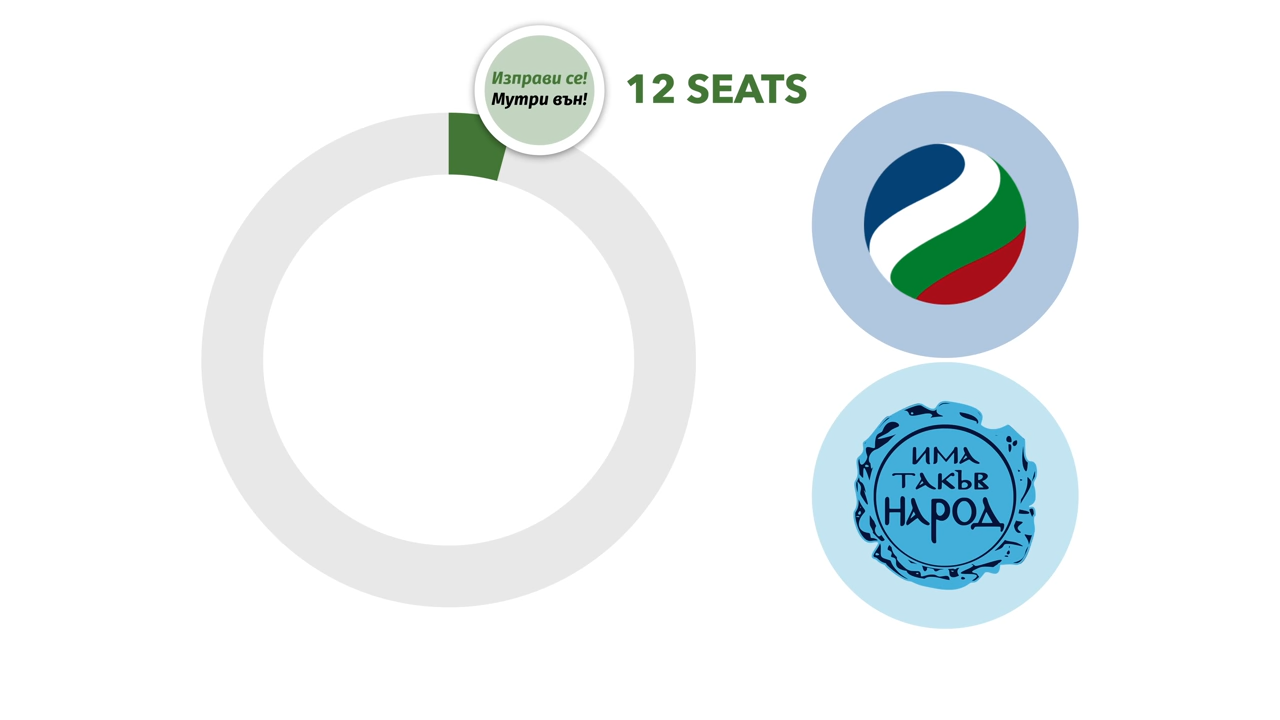 Изправи се!
Мутри вън!
12 SEATS
ИМА
ТАКЪВ
НАРОД